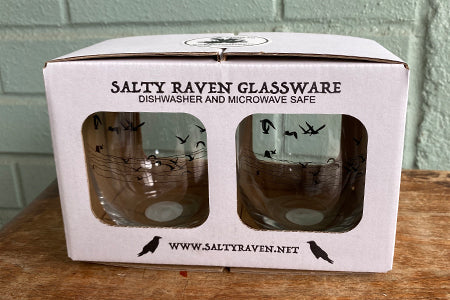 SALTY RAVEN GLASSWARE
DISHWASHER AND MICROWAVE SAFE
WWW.SALTYRAVEN.NET